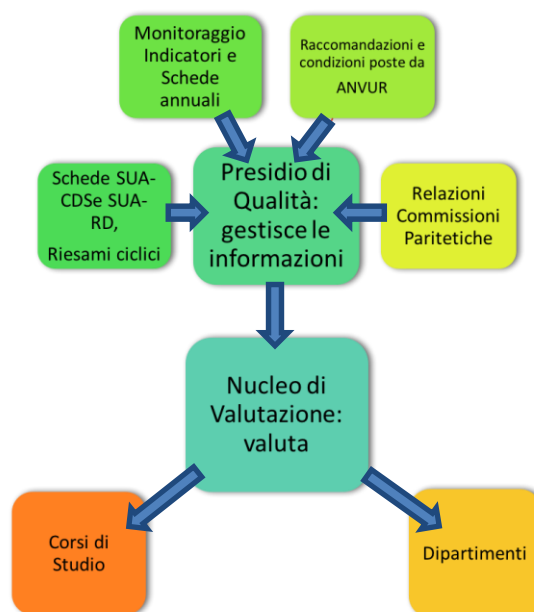 Monitoraggio
Indicatori e
Schede
annuali
Raccomandazioni e
condizioni poste da
ANVUR
Schede SUA-
CDSe SUA-
RD,
Riesami ciclici
Presidio di
Qualità:
gestisce le
informazioni
Relazioni
Commissioni
Paritetiche
Nucleo di
Valutazione:
valuta
Corsi di
Studio
Dipartimenti